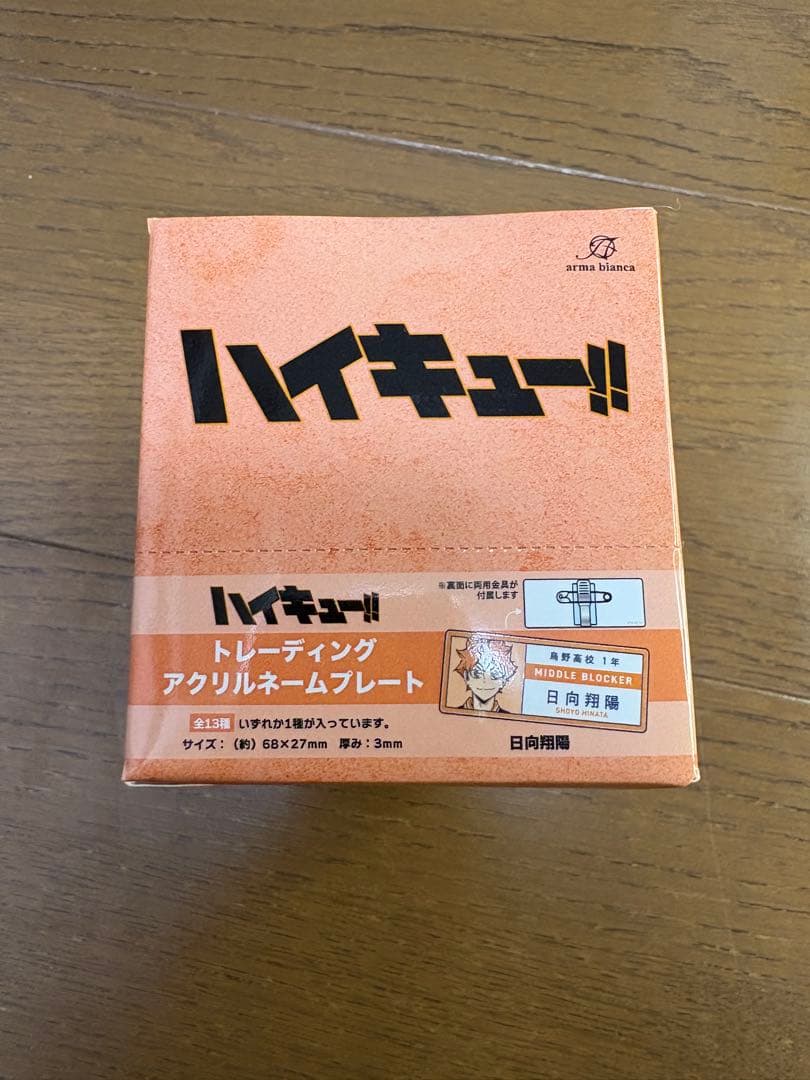 arma bianca
ハイキュー!!
ハイキュー!!
※裏面に両用金具が
付属します
トレーディング
アクリルネームプレート
烏野高校 1年
MIDDLE BLOCKER
日向翔陽
SHOYO HINATA
全13種 いずれか1種が入っています。
サイズ：（約）68×27mm 厚み：3mm
日向翔陽